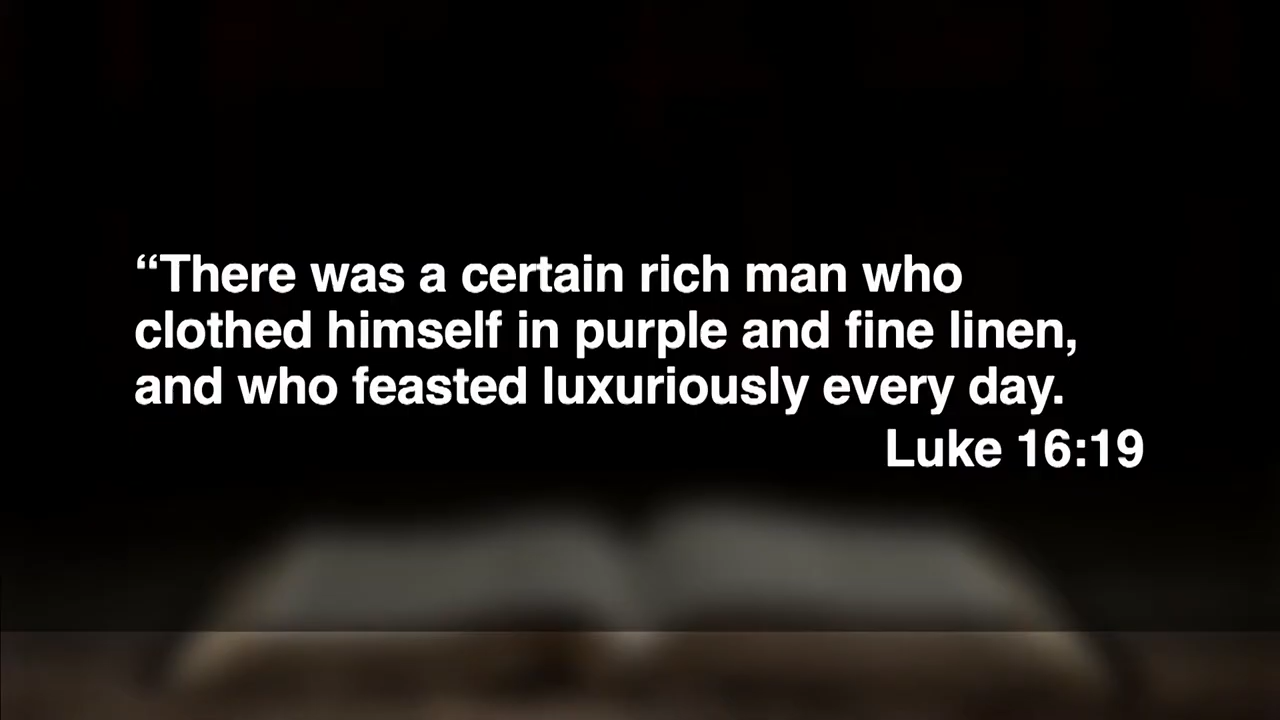 “There was a certain rich man who
clothed himself in purple and fine linen,
and who feasted luxuriously every day.
Luke 16:19